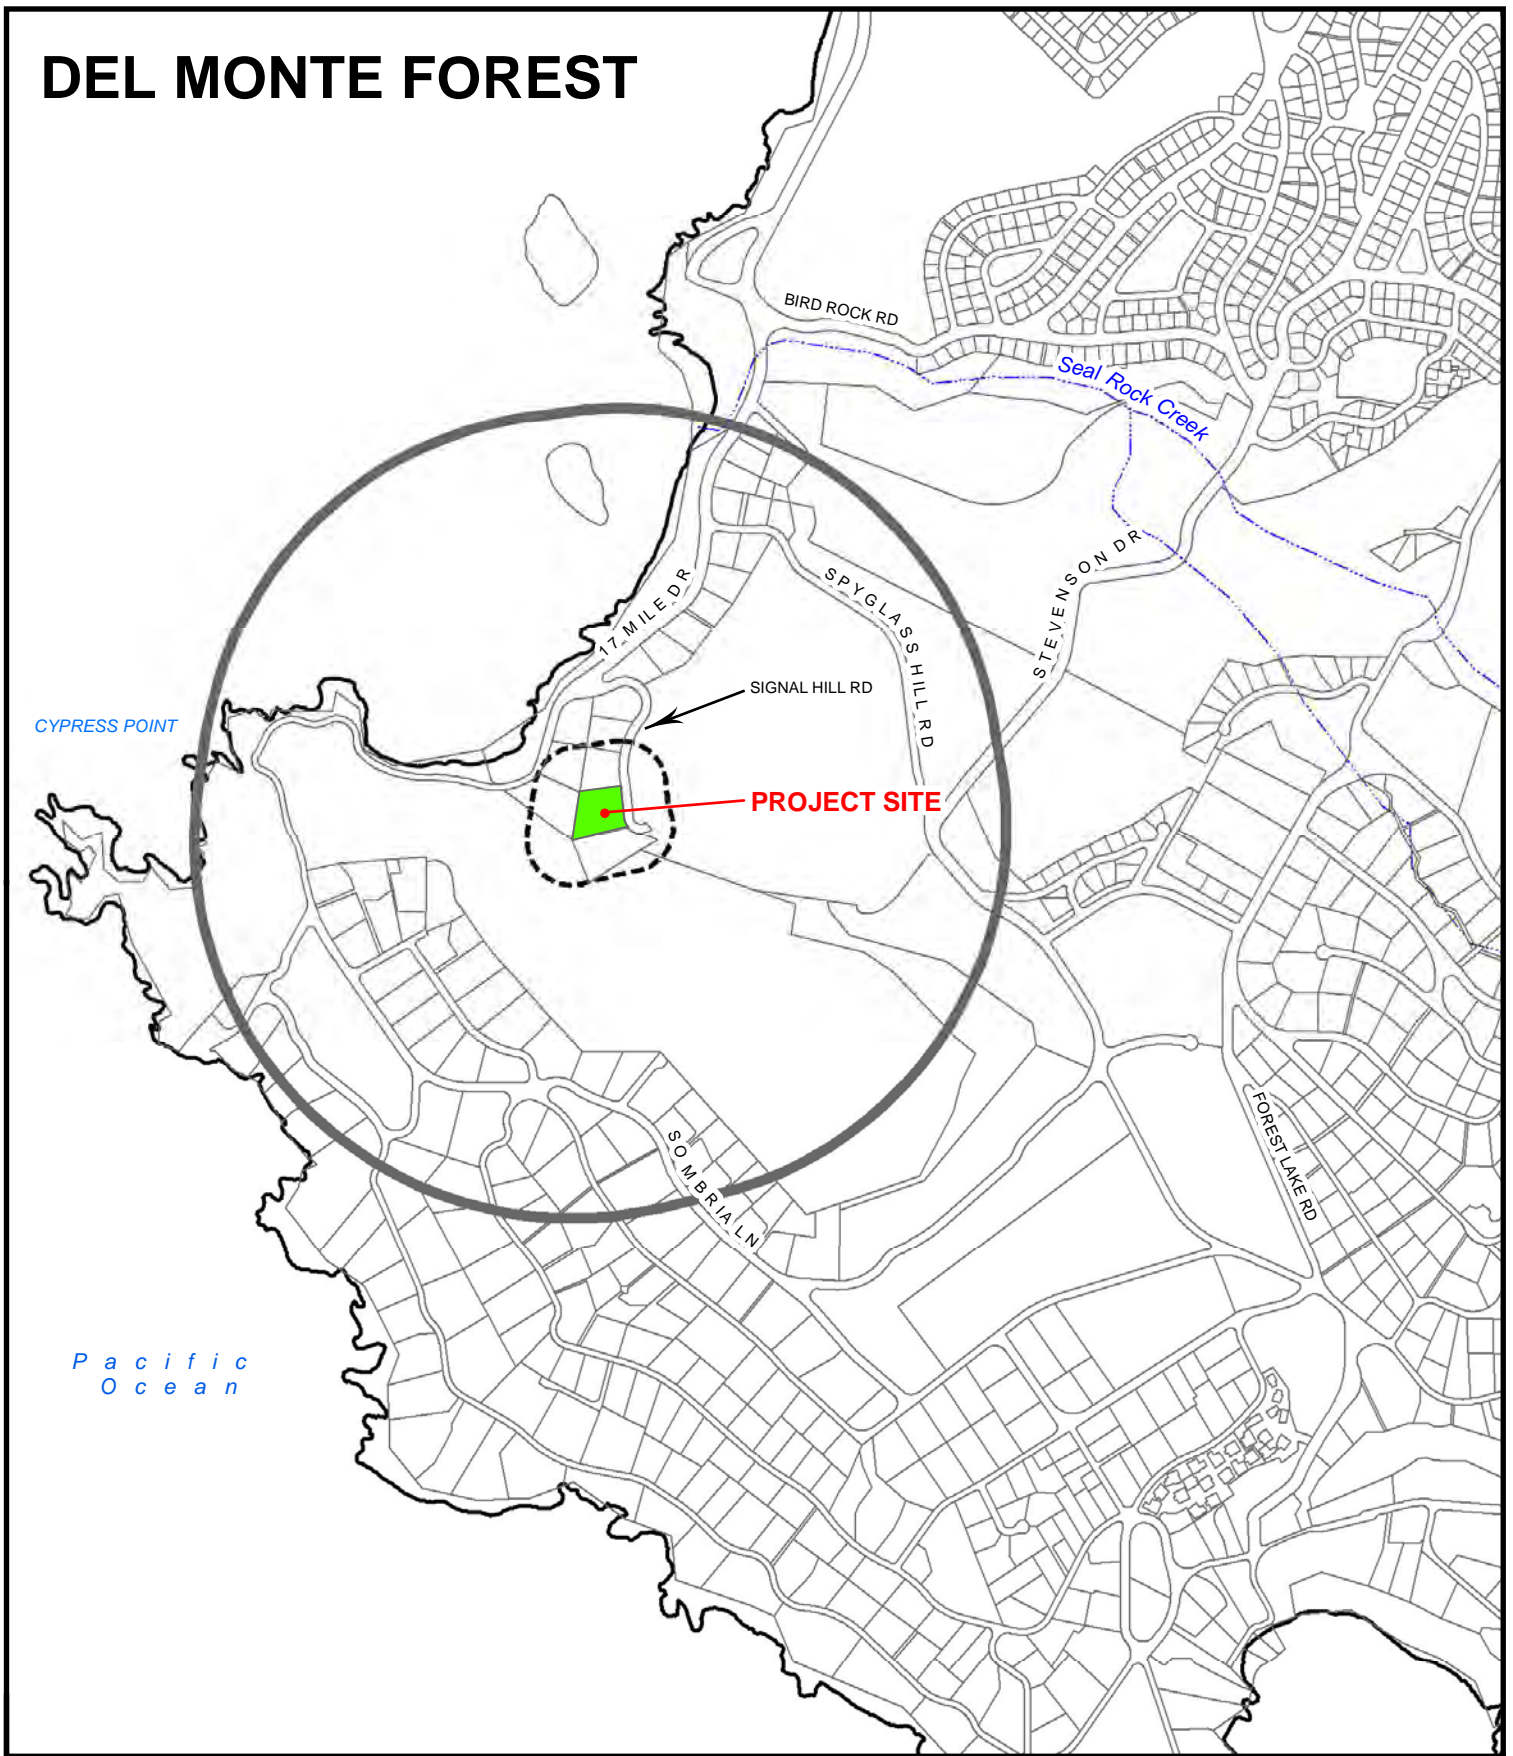 DEL MONTE FOREST
BIRD ROCK RD
Seal Rock Creek
STEVENSON DR
SPYGLASS HILL RD
17 MILE DR
SIGNAL HILL RD
CYPRESS POINT
PROJECT SITE
FOREST LAKE RD
SOMBRIA LN
Pacific
Ocean